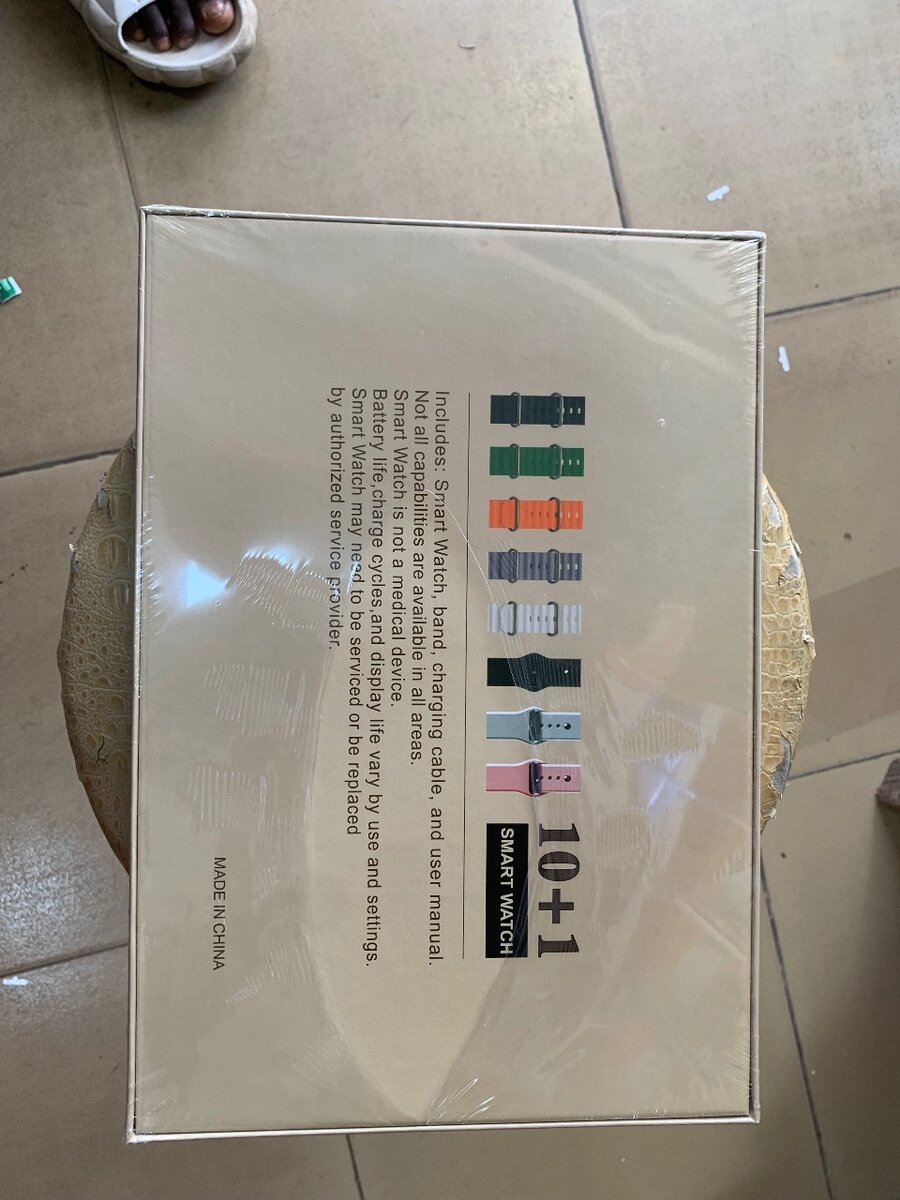 10+1
SMART WATCH
Includes: Smart Watch, band, charging cable, and user manual.
Not all capabilities are available in all areas.
Smart Watch is not a medical device.
Battery life,charge cycles,and display life vary by use and settings.
Smart Watch may need to be serviced or be replaced
by authorized service provider.
MADE IN CHINA